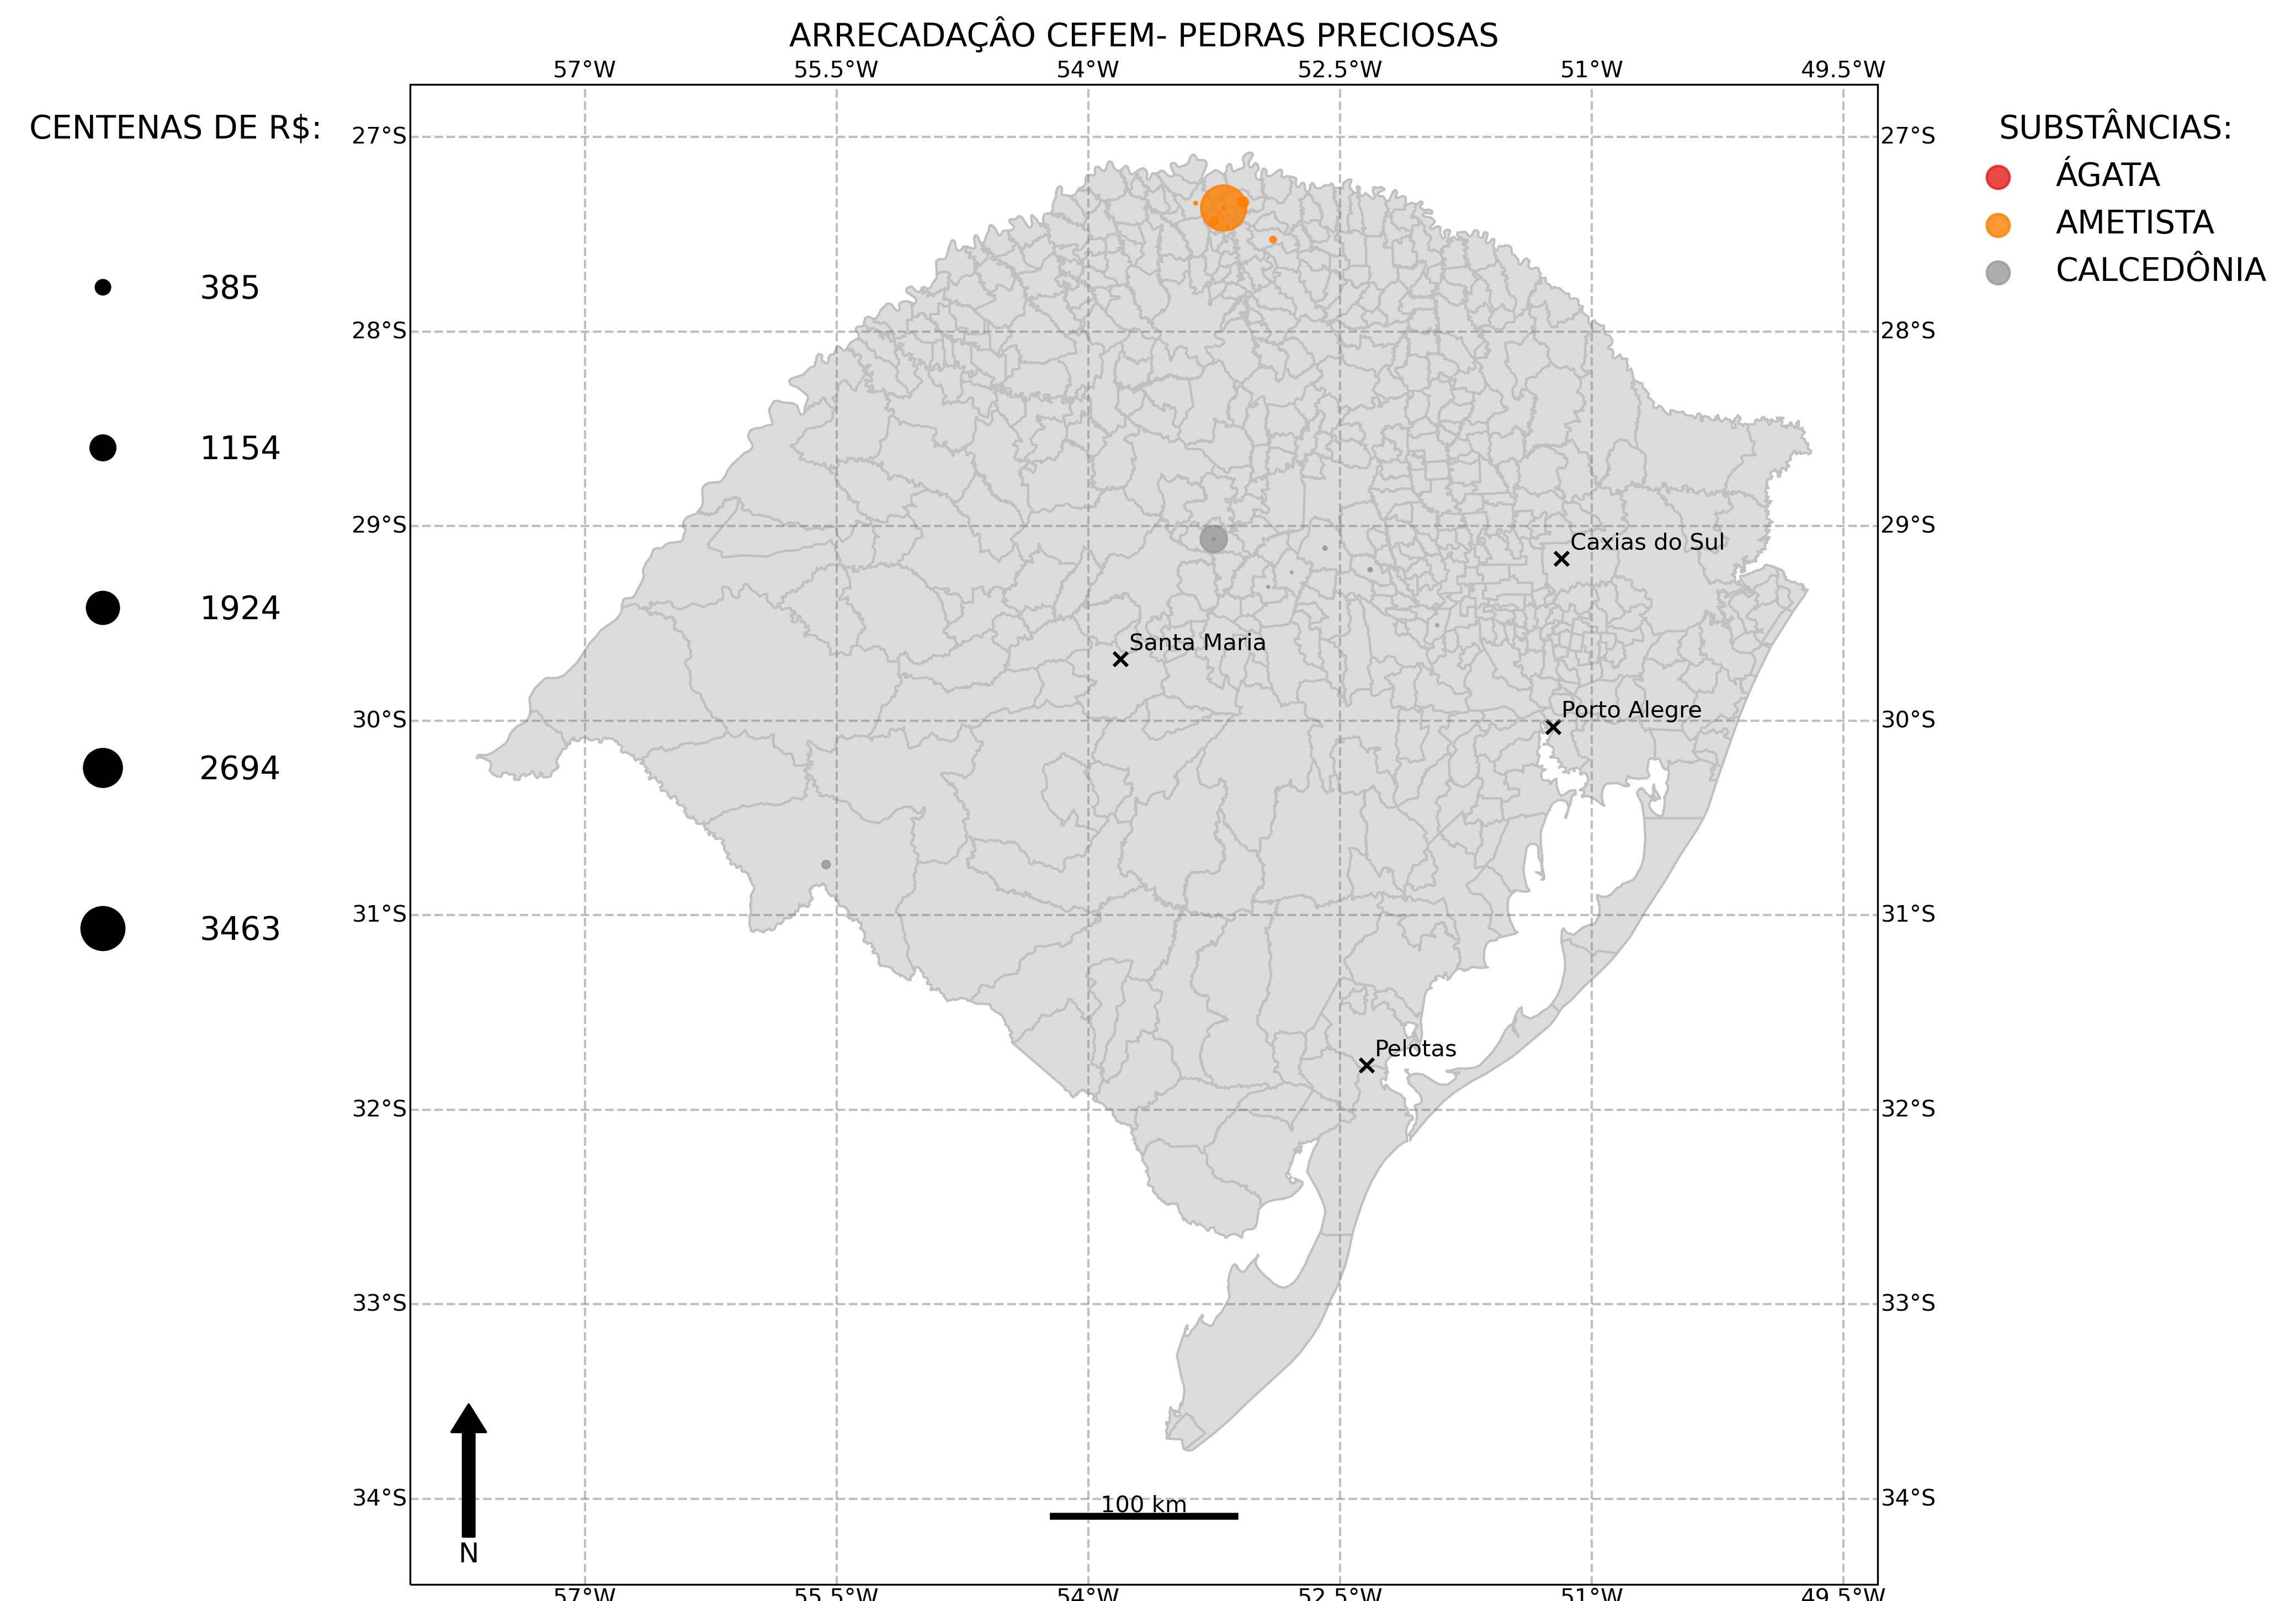 ARRECADAÇÂO CEFEM- PEDRAS PRECIOSAS
57°W 55.5°W 54°W 52.5°W 51°W 49.5°W
CENTENAS DE R$:
385
1154
1924
2694
3463
27°S 27°S
28°S 28°S
29°S 29°S
30°S 30°S
31°S 31°S
32°S 32°S
33°S 33°S
34°S 34°S
Caxias do Sul
Santa Maria
Porto Alegre
Pelotas
100 km
N
57°W 55.5°W 54°W 52.5°W 51°W 49.5°W
SUBSTÂNCIAS:
ÁGATA
AMETISTA
CALCEDÔNIA